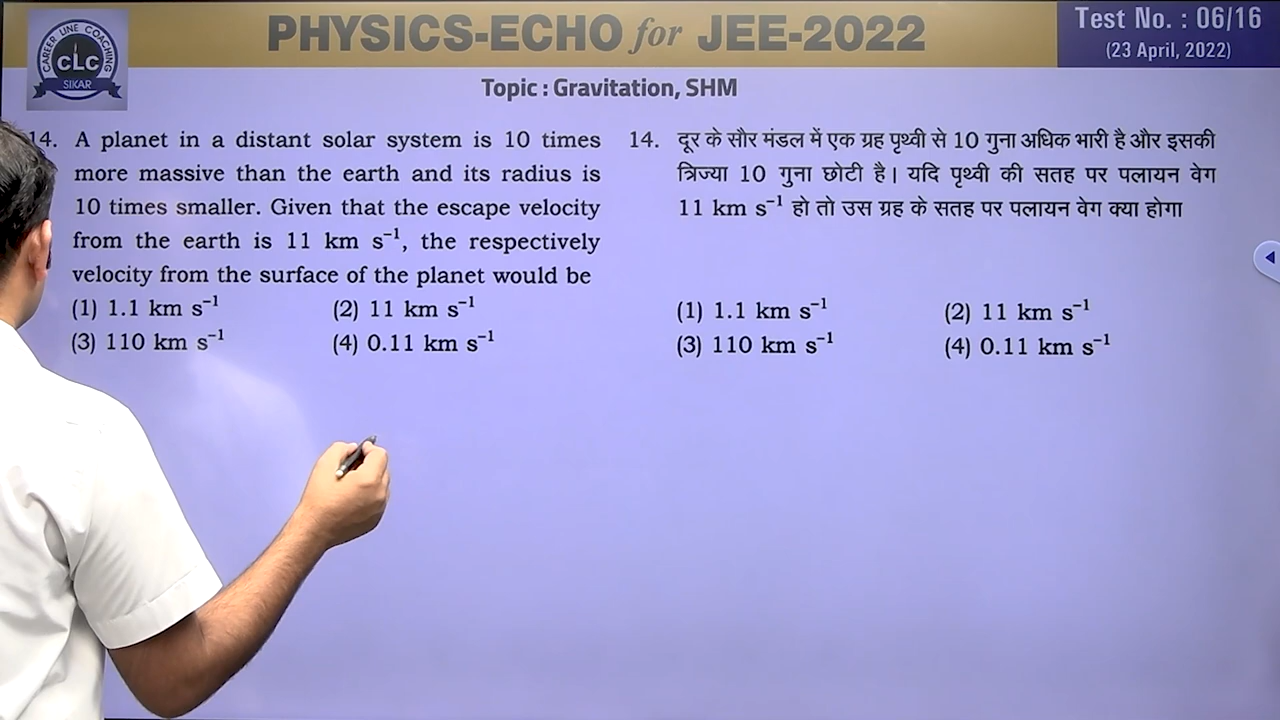 CAREER LINE COACHING
CLC
SIKAR
PHYSICS-ECHO for JEE-2022
Test No. : 06/16
(23 April, 2022)
Topic : Gravitation, SHM
14. A planet in a distant solar system is 10 times
more massive than the earth and its radius is
10 times smaller. Given that the escape velocity
from the earth is 11 km s⁻¹, the respectively
velocity from the surface of the planet would be
(1) 1.1 km s⁻¹ (2) 11 km s⁻¹
(3) 110 km s⁻¹ (4) 0.11 km s⁻¹
14. दूर के सौर मंडल में एक ग्रह पृथ्वी से 10 गुना अधिक भारी है और इसकी
त्रिज्या 10 गुना छोटी है। यदि पृथ्वी की सतह पर पलायन वेग
11 km s⁻¹ हो तो उस ग्रह के सतह पर पलायन वेग क्या होगा
(1) 1.1 km s⁻¹ (2) 11 km s⁻¹
(3) 110 km s⁻¹ (4) 0.11 km s⁻¹